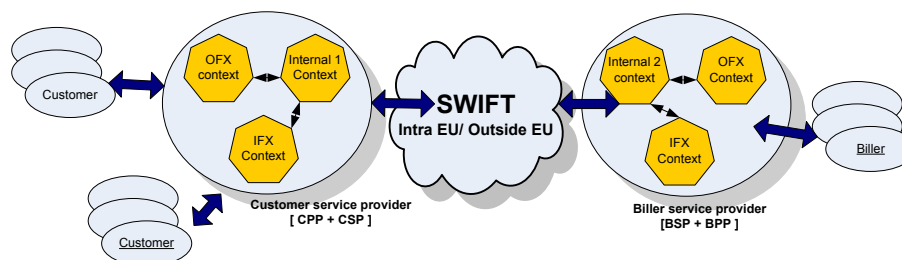 Customer
OFX
context
Internal 1
Context
IFX
Context
Customer
Customer service provider
[ CPP + CSP ]
SWIFT
Intra EU/ Outside EU
Internal 2
context
OFX
Context
IFX
Context
Biller
Biller service provider
[BSP + BPP ]